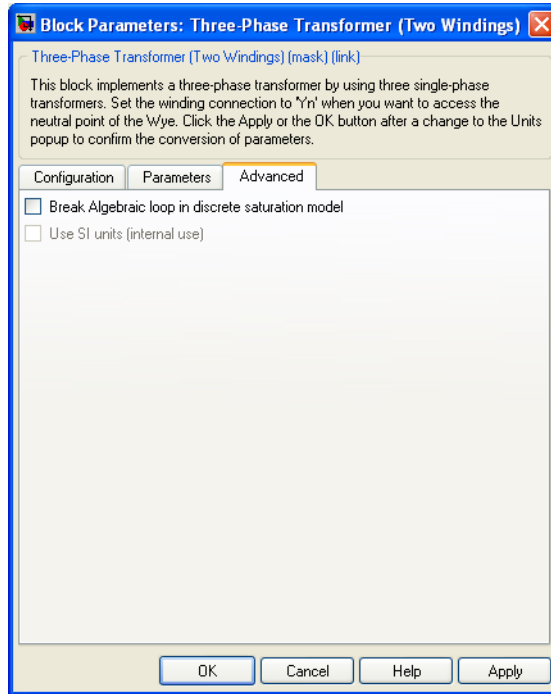 Block Parameters: Three-Phase Transformer (Two Windings)
Three-Phase Transformer (Two Windings) (mask) (link)
This block implements a three-phase transformer by using three single-phase
transformers. Set the winding connection to 'Yn' when you want to access the
neutral point of the Wye. Click the Apply or the OK button after a change to the Units
popup to confirm the conversion of parameters.
Configuration Parameters Advanced
Break Algebraic loop in discrete saturation model
Use SI units (internal use)
OK Cancel Help Apply